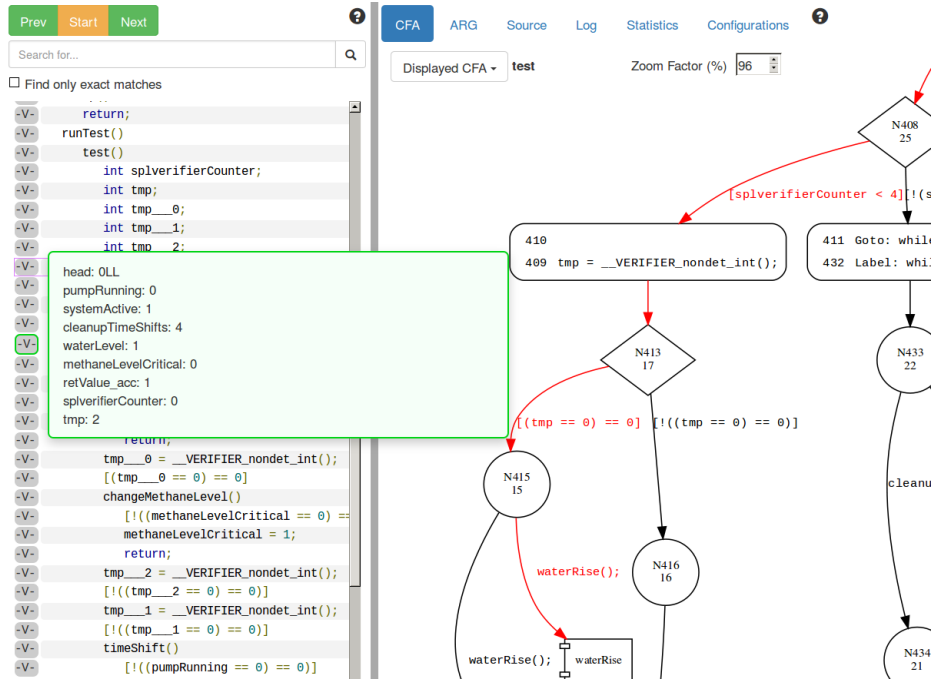 Prev Start Next
Search for...
Find only exact matches
-V- return;
-V- runTest()
-V- test()
-V- int splverifierCounter;
-V- int tmp;
-V- int tmp___0;
-V- int tmp___1;
-V- int tmp___2;
-V-
-V-
-V-
-V-
-V-
-V-
-V-
-V-
-V-
head: 0LL
pumpRunning: 0
systemActive: 1
cleanupTimeShifts: 4
waterLevel: 1
methaneLevelCritical: 0
retValue_acc: 1
splverifierCounter: 0
tmp: 2
-V- return;
-V- tmp___0 = __VERIFIER_nondet_int();
-V- [(tmp___0 == 0) == 0]
-V- changeMethaneLevel()
-V- [!((methaneLevelCritical == 0) ==
-V- methaneLevelCritical = 1;
-V- return;
-V- tmp___2 = __VERIFIER_nondet_int();
-V- [!((tmp___2 == 0) == 0)]
-V- tmp___1 = __VERIFIER_nondet_int();
-V- [!((tmp___1 == 0) == 0)]
-V- timeShift()
-V- [!((pumpRunning == 0) == 0)]
CFA ARG Source Log Statistics Configurations
Displayed CFA test Zoom Factor (%) 96
N408
25
[splverifierCounter < 4] [!(s
410
409 tmp = __VERIFIER_nondet_int();
411 Goto: while
432 Label: whil
N413
17
N433
22
[(tmp == 0) == 0] [!((tmp == 0) == 0)]
N415
15
cleanu
waterRise();
N416
16
waterRise(); waterRise
N434
21